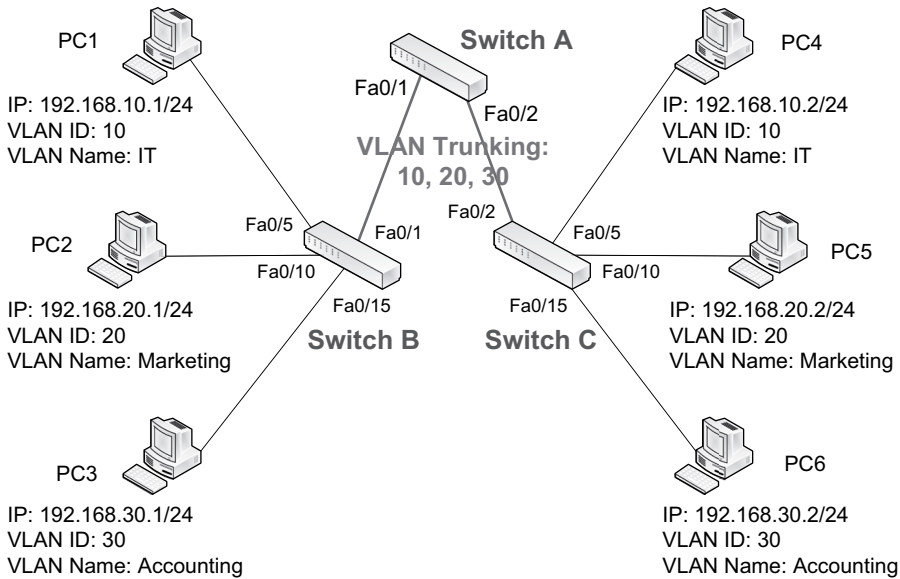 PC1
Switch A
PC4
Fa0/1
Fa0/2
IP: 192.168.10.1/24
VLAN ID: 10
VLAN Name: IT
IP: 192.168.10.2/24
VLAN ID: 10
VLAN Name: IT
VLAN Trunking:
10, 20, 30
PC2
Fa0/5
Fa0/1
Fa0/10
Fa0/15
Switch B
Fa0/2
Fa0/5
Fa0/10
Fa0/15
Switch C
PC5
IP: 192.168.20.1/24
VLAN ID: 20
VLAN Name: Marketing
IP: 192.168.20.2/24
VLAN ID: 20
VLAN Name: Marketing
PC3
IP: 192.168.30.1/24
VLAN ID: 30
VLAN Name: Accounting
PC6
IP: 192.168.30.2/24
VLAN ID: 30
VLAN Name: Accounting